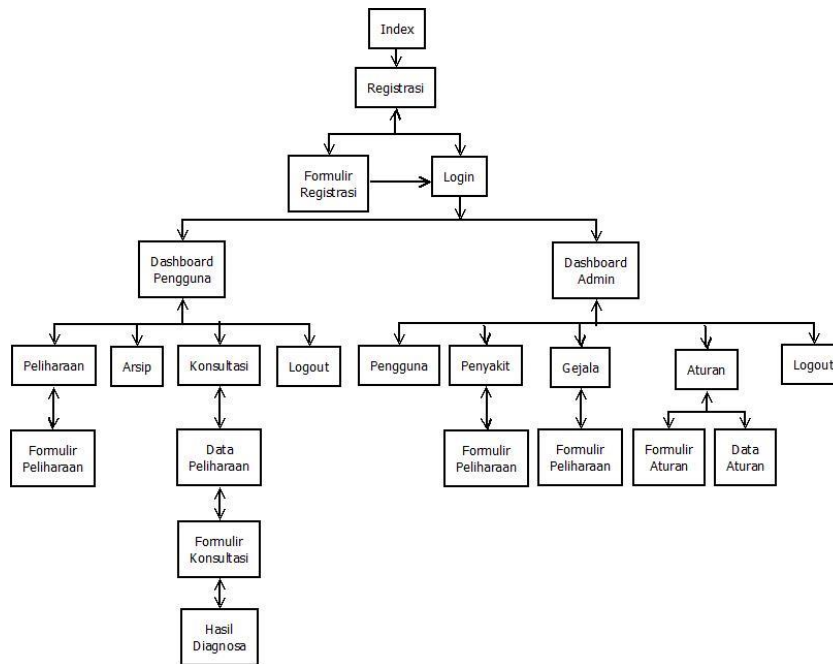 Index
Registrasi
Formulir
Registrasi
Login
Dashboard
Pengguna
Dashboard
Admin
Peliharaan
Arsip
Konsultasi
Logout
Pengguna
Penyakit
Gejala
Aturan
Logout
Formulir
Peliharaan
Data
Peliharaan
Formulir
Peliharaan
Formulir
Peliharaan
Formulir
Aturan
Data
Aturan
Formulir
Konsultasi
Hasil
Diagnosa